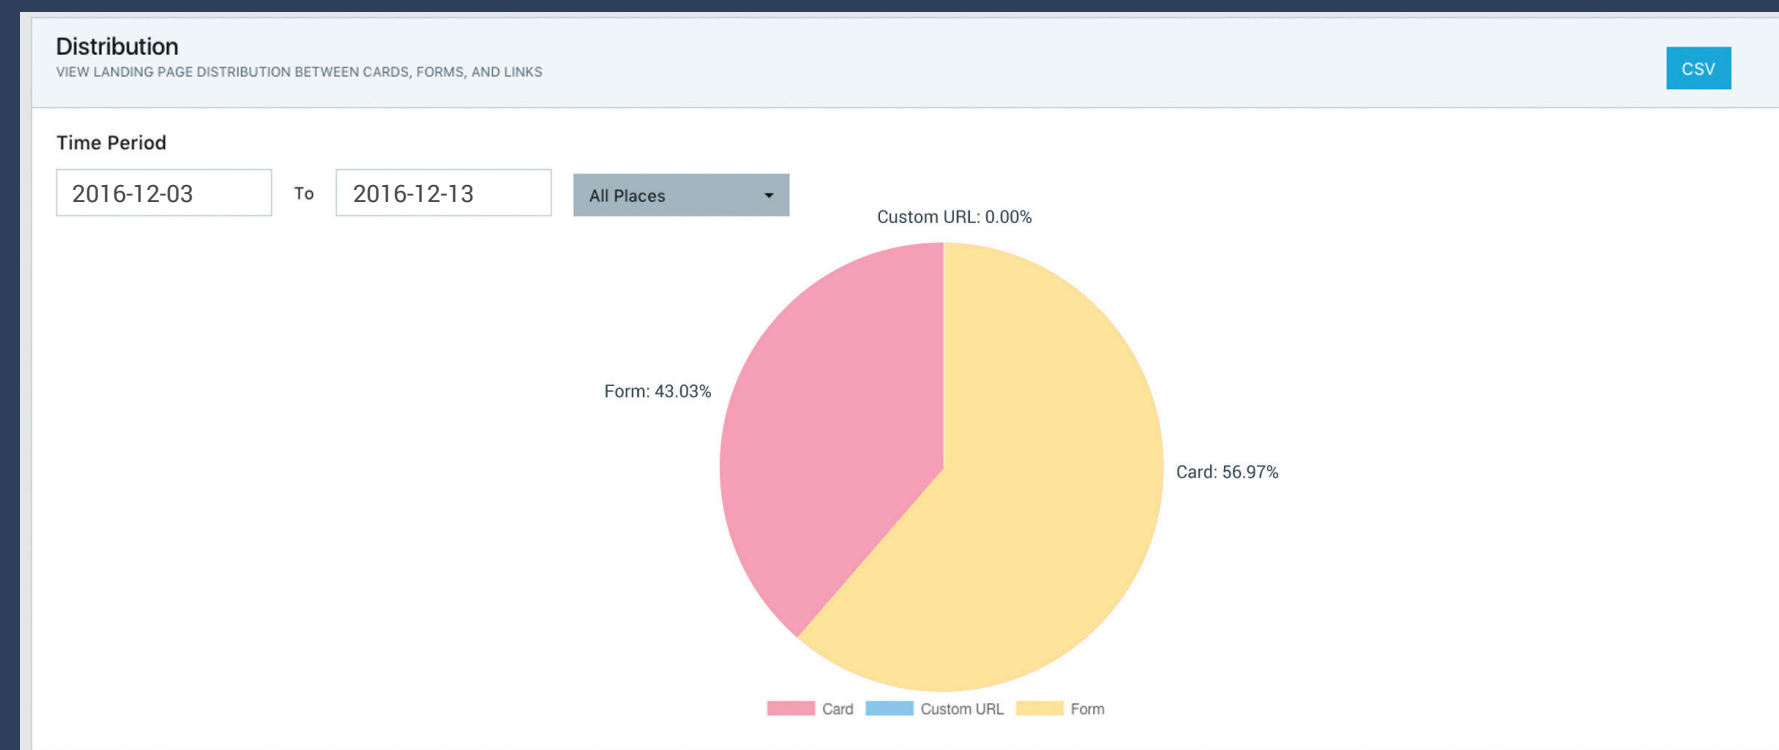 Distribution
VIEW LANDING PAGE DISTRIBUTION BETWEEN CARDS, FORMS, AND LINKS
CSV
Time Period
2016-12-03 To 2016-12-13 All Places
Custom URL: 0.00%
Form: 43.03%
Card: 56.97%
Card Custom URL Form